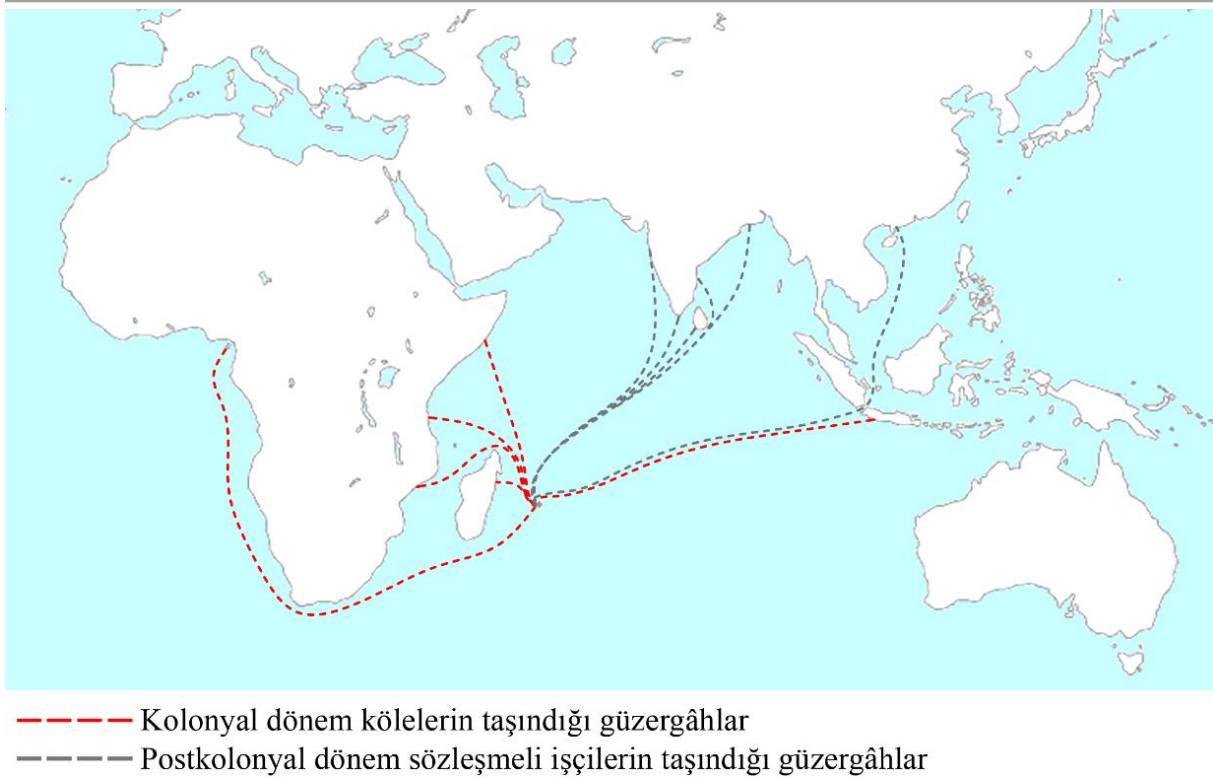 Kolonyal dönem kölelerin taşındığı güzergâhlar
Postkolonyal dönem sözleşmeli işçilerin taşındığı güzergâhlar